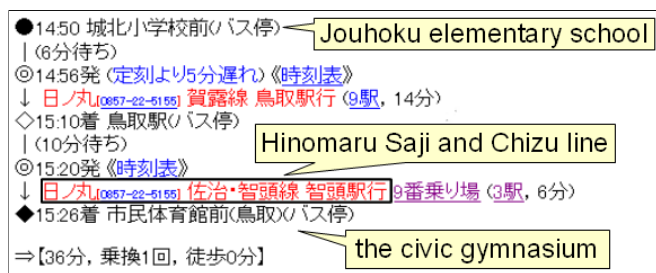 ●14:50 城北小学校前(バス停)
Jouhoku elementary school
|(6分待ち)
◎14:56発 (定刻より5分遅れ)《時刻表》
↓ 日ノ丸[0857-22-5155] 賀露線 鳥取駅行 (9駅, 14分)
◇15:10着 鳥取駅(バス停)
|(10分待ち)
Hinomaru Saji and Chizu line
◎15:20発《時刻表》
↓ 日ノ丸[0857-22-5155] 佐治・智頭線 智頭駅行 9番乗り場 (3駅, 6分)
◆15:26着 市民体育館前(鳥取)(バス停)
the civic gymnasium
⇒【36分, 乗換1回, 徒歩0分】